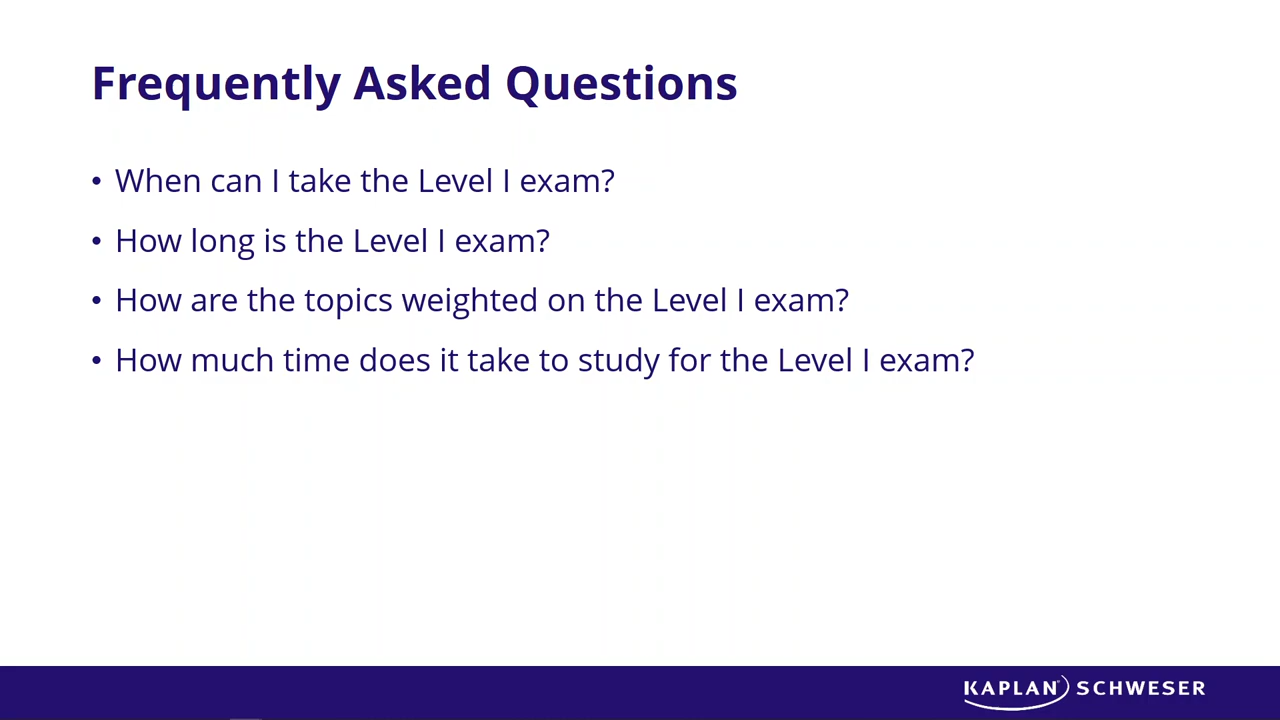 Frequently Asked Questions
• When can I take the Level I exam?
• How long is the Level I exam?
• How are the topics weighted on the Level I exam?
• How much time does it take to study for the Level I exam?
KAPLAN SCHWESER